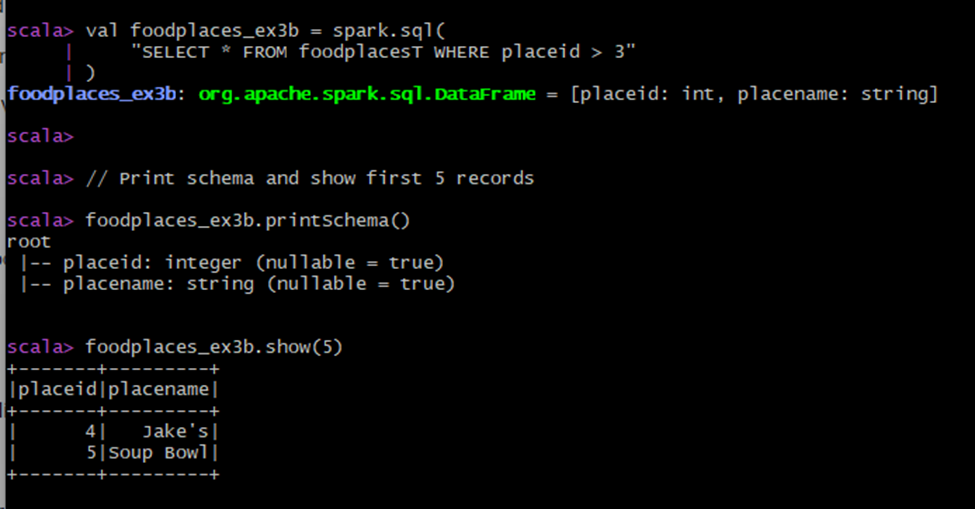 scala> val foodplaces_ex3b = spark.sql(
     |     "SELECT * FROM foodplacesT WHERE placeid > 3"
     | )
foodplaces_ex3b: org.apache.spark.sql.DataFrame = [placeid: int, placename: string]
scala>
scala> // Print schema and show first 5 records
scala> foodplaces_ex3b.printSchema()
root
 |-- placeid: integer (nullable = true)
 |-- placename: string (nullable = true)
scala> foodplaces_ex3b.show(5)
+-------+---------+
|placeid|placename|
+-------+---------+
|      4|   Jake's|
|      5|Soup Bowl|
+-------+---------+